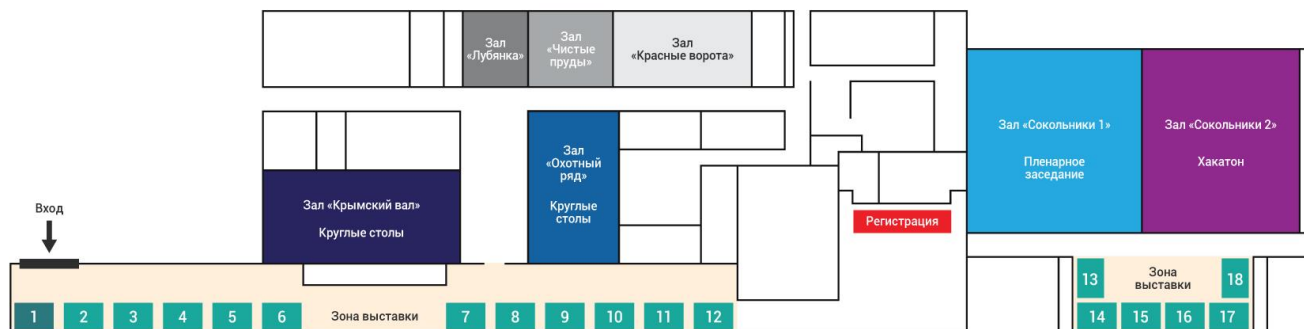 Зал
«Лубянка»
Зал
«Чистые
пруды»
Зал
«Красные ворота»
Зал «Сокольники 1»
Пленарное
заседание
Зал «Сокольники 2»
Хакатон
Зал
«Охотный
ряд»
Круглые
столы
Вход
Зал «Крымский вал»
Круглые столы
Регистрация
13
Зона
выставки
18
1
2
3
4
5
6
Зона выставки
7
8
9
10
11
12
14
15
16
17